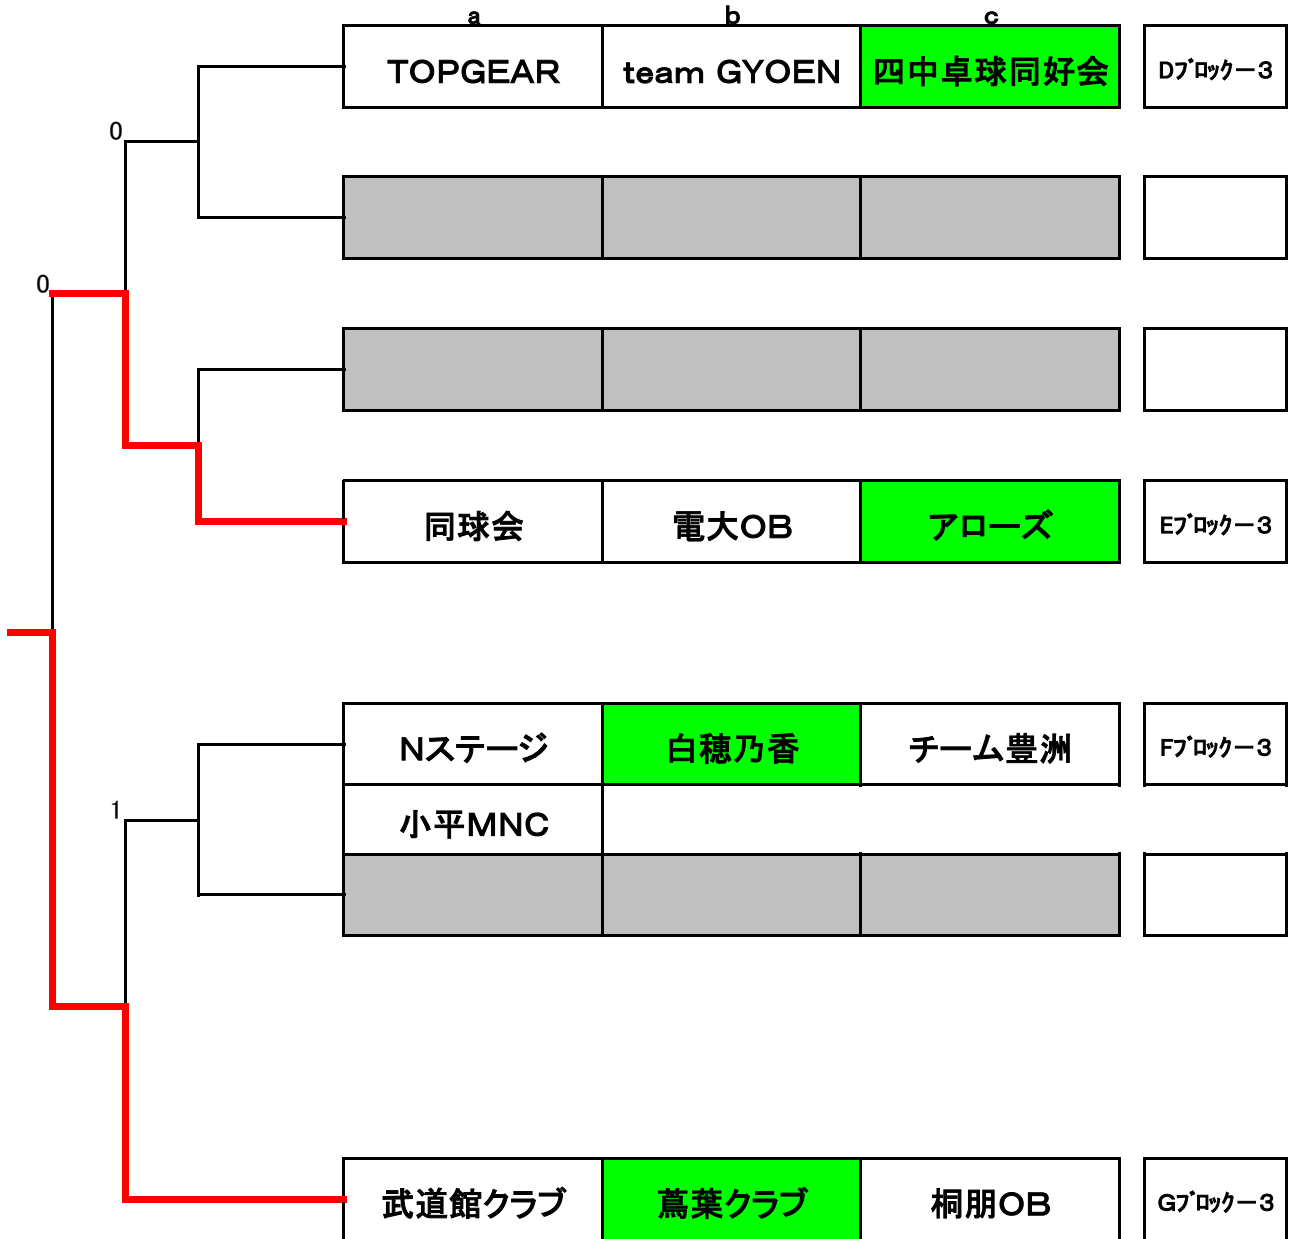 a b c
TOPGEAR team GYOEN 四中卓球同好会 Dﾌﾞﾛｯｸー3
0
0
同球会 電大OB アローズ Eﾌﾞﾛｯｸー3
Nステージ 白穂乃香 チーム豊洲 Fﾌﾞﾛｯｸー3
1
小平MNC
武道館クラブ 蔦葉クラブ 桐朋OB Gﾌﾞﾛｯｸー3